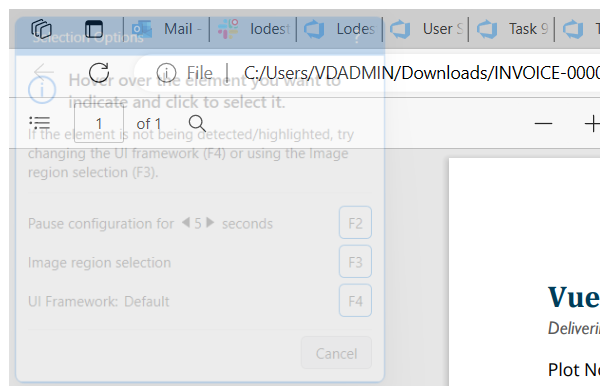 Mail -
lodest
Lodes
User S
Task 9
T
Selection Options
?
File
C:/Users/VDADMIN/Downloads/INVOICE-0000
Hover over the element you want to
indicate and click to select it.
1 of 1
If the element is not being detected/highlighted, try
changing the UI framework (F4) or using the Image
region selection (F3).
Pause configuration for 5 seconds F2
Image region selection F3
UI Framework: Default F4
Cancel
Vue
Deliveri
Plot No